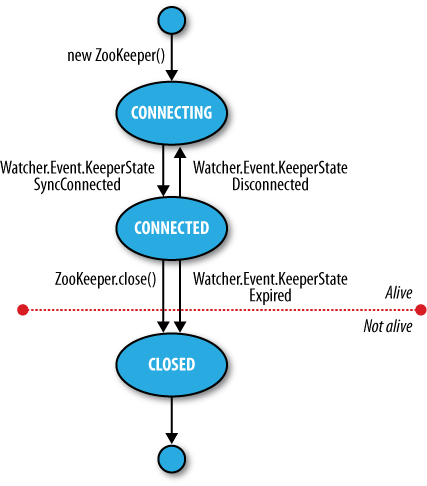 new ZooKeeper()
CONNECTING
Watcher.Event.KeeperState
SyncConnected
Watcher.Event.KeeperState
Disconnected
CONNECTED
ZooKeeper.close()
Watcher.Event.KeeperState
Expired
Alive
Not alive
CLOSED